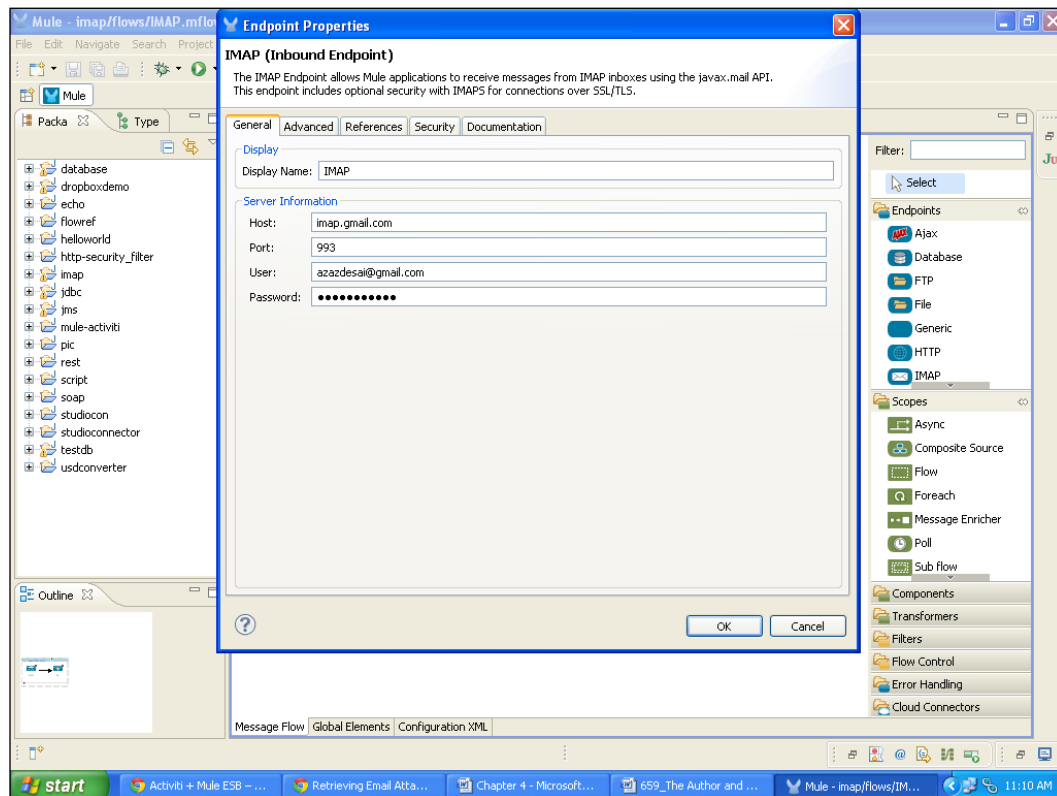 Mule - imap/flows/IMAP.mflo
File Edit Navigate Search Project
Mule
Packa
Type
database
dropboxdemo
echo
flowref
helloworld
http-security_filter
imap
jdbc
jms
mule-activiti
pic
rest
script
soap
studiocon
studioconnector
testdb
usdconverter
Outline
Endpoint Properties
IMAP (Inbound Endpoint)
The IMAP Endpoint allows Mule applications to receive messages from IMAP inboxes using the javax.mail API.
This endpoint includes optional security with IMAPS for connections over SSL/TLS.
General Advanced References Security Documentation
Display
Display Name: IMAP
Server Information
Host: imap.gmail.com
Port: 993
User: azazdesai@gmail.com
Password: ●●●●●●●●●●●
OK Cancel
Message Flow Global Elements Configuration XML
Filter:
Select
Endpoints
Ajax
Database
FTP
File
Generic
HTTP
IMAP
Scopes
Async
Composite Source
Flow
Foreach
Message Enricher
Poll
Sub flow
Components
Transformers
Filters
Flow Control
Error Handling
Cloud Connectors
Ju
start
Activiti + Mule ESB – ...
Retrieving Email Atta...
Chapter 4 - Microsoft...
659_The Author and ...
Mule - imap/flows/IM...
11:10 AM